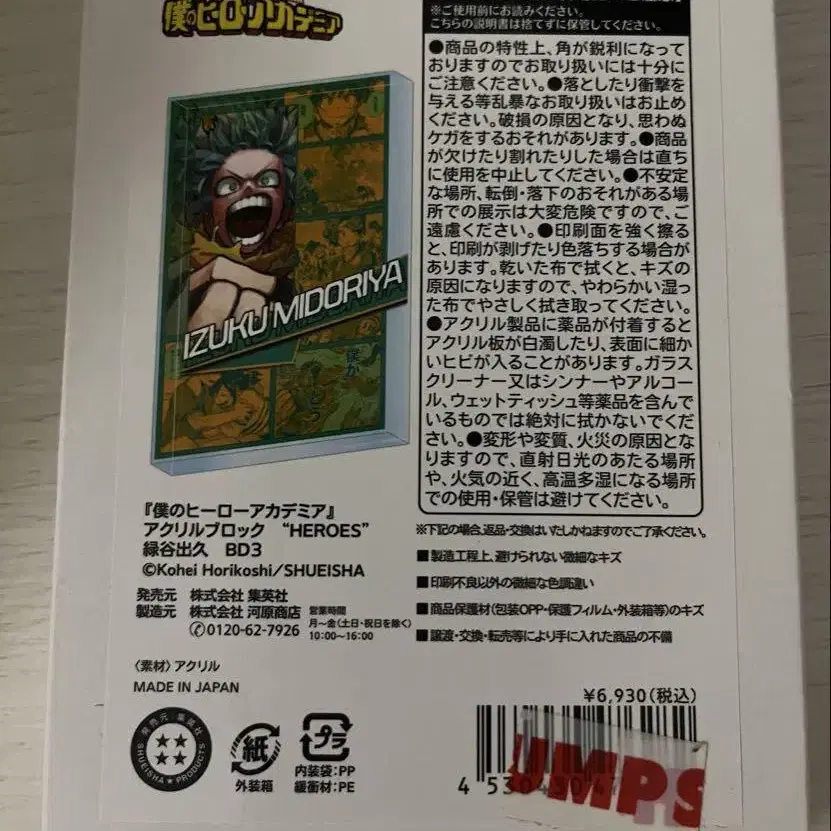 僕のヒーローアカデミア
※ご使用前にお読みください。
こちらの説明書は捨てずに保管してください。
●商品の特性上、角が鋭利になって
おりますのでお取り扱いには十分に
ご注意ください。●落としたり衝撃を
与える等乱暴なお取り扱いはお止め
ください。破損の原因となり、思わぬ
ケガをするおそれがあります。●商品
が欠けたり割れたりした場合は直ち
に使用を中止してください。●不安定
な場所、転倒・落下のおそれがある場
所での展示は大変危険ですので、ご
遠慮ください。●印刷面を強く擦る
と、印刷が剥げたり色落ちする場合が
あります。乾いた布で拭くと、キズの
原因になりますので、やわらかい湿っ
た布でやさしく拭き取ってください。
●アクリル製品に薬品が付着すると
アクリル板が白濁したり、表面に細か
いヒビが入ることがあります。ガラス
クリーナー又はシンナーやアルコー
ル、ウェットティッシュ等薬品を含んで
いるものでは絶対に拭かないでくだ
さい。●変形や変質、火災の原因とな
りますので、直射日光のあたる場所
や、火気の近く、高温多湿になる場所
での使用・保管は避けてください。
IZUKU MIDORIYA
僕が
『僕のヒーローアカデミア』
アクリルブロック “HEROES”
緑谷出久 BD3
©Kohei Horikoshi/SHUEISHA
発売元 株式会社 集英社
製造元 株式会社 河原商店
0120-62-7926
営業時間
月~金(土日・祝日を除く)
10:00~16:00
※下記の場合、返品・交換はいたしかねますのでご了承ください。
■製造工程上、避けられない微細なキズ
■印刷不良以外の微細な色調違い
■商品保護材(包装OPP・保護フィルム・外装箱等)のキズ
■譲渡・交換・転売等により手に入れた商品の不備
〈素材〉アクリル
MADE IN JAPAN
発売元:集英社
SHUEISHA★PRODUCTS
紙
外装箱
プラ
内装袋:PP
緩衝材:PE
¥6,930(税込)
UMPS